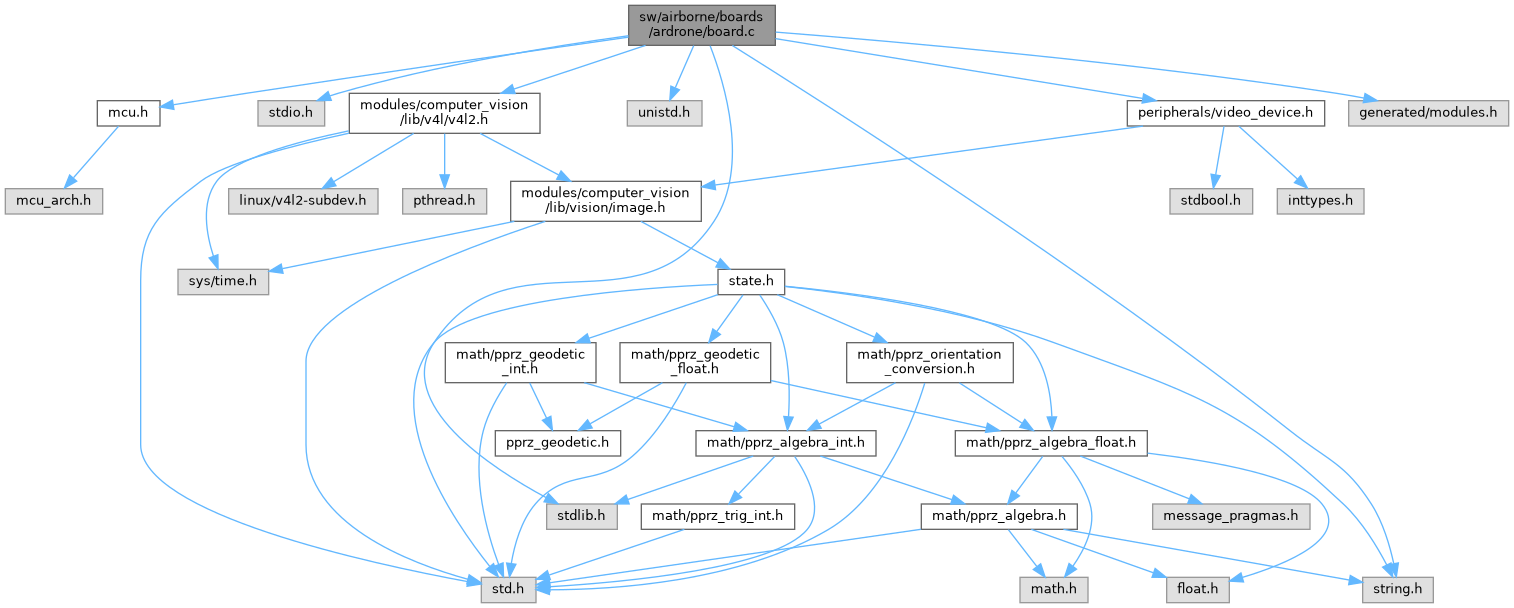 sw/airborne/boards
/ardrone/board.c
mcu.h
stdio.h
modules/computer_vision
/lib/v4l/v4l2.h
unistd.h
peripherals/video_device.h
generated/modules.h
mcu_arch.h
linux/v4l2-subdev.h
pthread.h
modules/computer_vision
/lib/vision/image.h
stdbool.h
inttypes.h
sys/time.h
state.h
math/pprz_geodetic
_int.h
math/pprz_geodetic
_float.h
math/pprz_orientation
_conversion.h
pprz_geodetic.h
math/pprz_algebra_int.h
math/pprz_algebra_float.h
stdlib.h
math/pprz_trig_int.h
math/pprz_algebra.h
message_pragmas.h
std.h
math.h
float.h
string.h